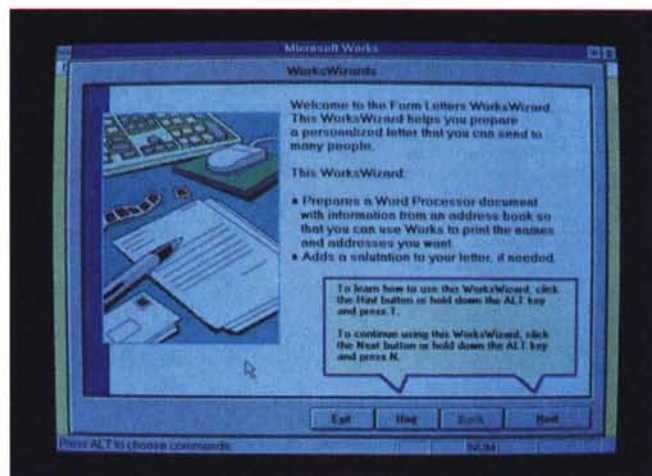 Microsoft Works
WorksWizards
Welcome to the Form Letters WorksWizard.
This WorksWizard helps you prepare
a personalized letter that you can send to
many people.
This WorksWizard:
Prepares a Word Processor document
with information from an address book so
that you can use Works to print the names
and addresses you want.
Adds a salutation to your letter, if needed.
To learn how to use this WorksWizard, click
the Hint button or hold down the ALT key
and press T.
To continue using this WorksWizard, click
the Next button or hold down the ALT key
and press N.
Exit Hint Back Next
Press ALT to choose commands. NUM